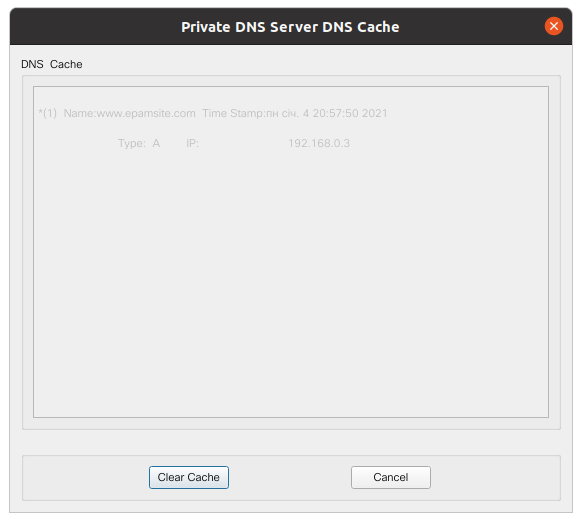 Private DNS Server DNS Cache
DNS Cache
*(1) Name:www.epamsite.com Time Stamp:пн січ. 4 20:57:50 2021
Type: A IP: 192.168.0.3
Clear Cache
Cancel